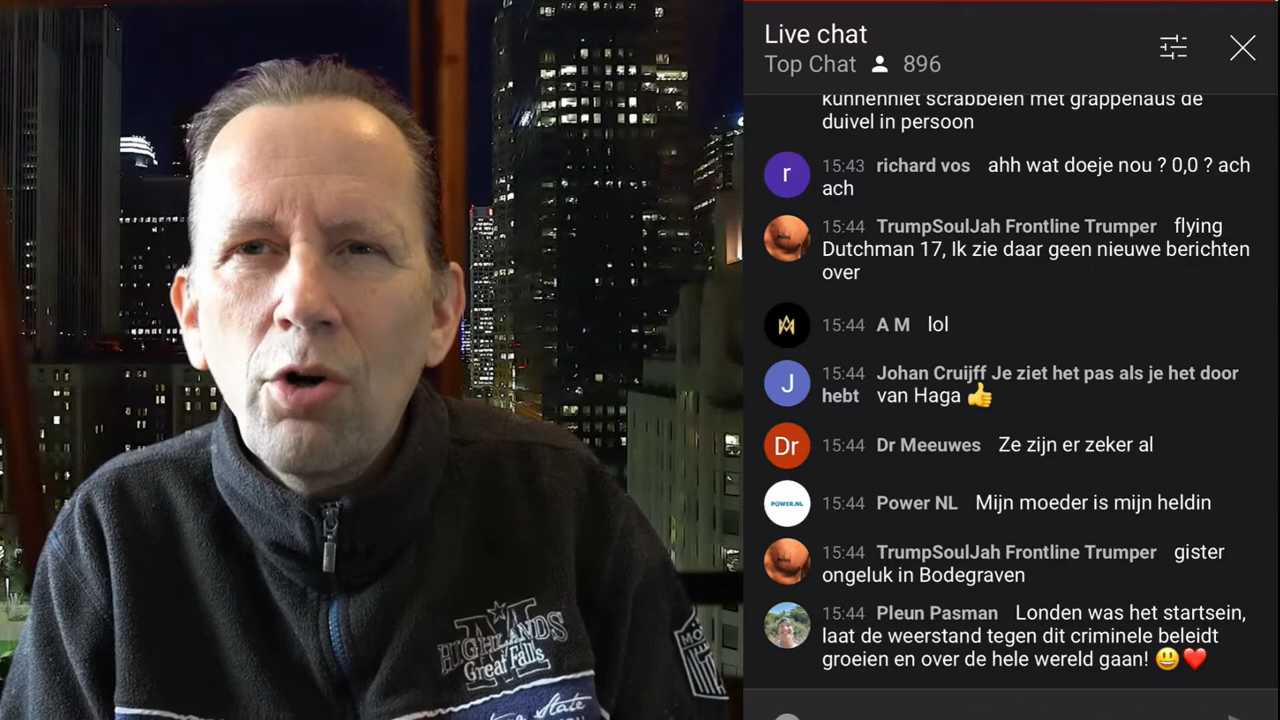 Live chat
Top Chat 896
kunnenniet scrabbelen met grappenaus de
duivel in persoon
r
15:43 richard vos ahh wat doeje nou ? 0,0 ? ach
ach
15:44 TrumpSoulJah Frontline Trumper flying
Dutchman 17, Ik zie daar geen nieuwe berichten
over
15:44 A M lol
J
15:44 Johan Cruijff Je ziet het pas als je het door
hebt van Haga 👍
Dr
15:44 Dr Meeuwes Ze zijn er zeker al
POWER.NL
15:44 Power NL Mijn moeder is mijn heldin
15:44 TrumpSoulJah Frontline Trumper gister
ongeluk in Bodegraven
15:44 Pleun Pasman Londen was het startsein,
laat de weerstand tegen dit criminele beleidt
groeien en over de hele wereld gaan! 😃❤️
HIGHLANDS
Great Falls
State